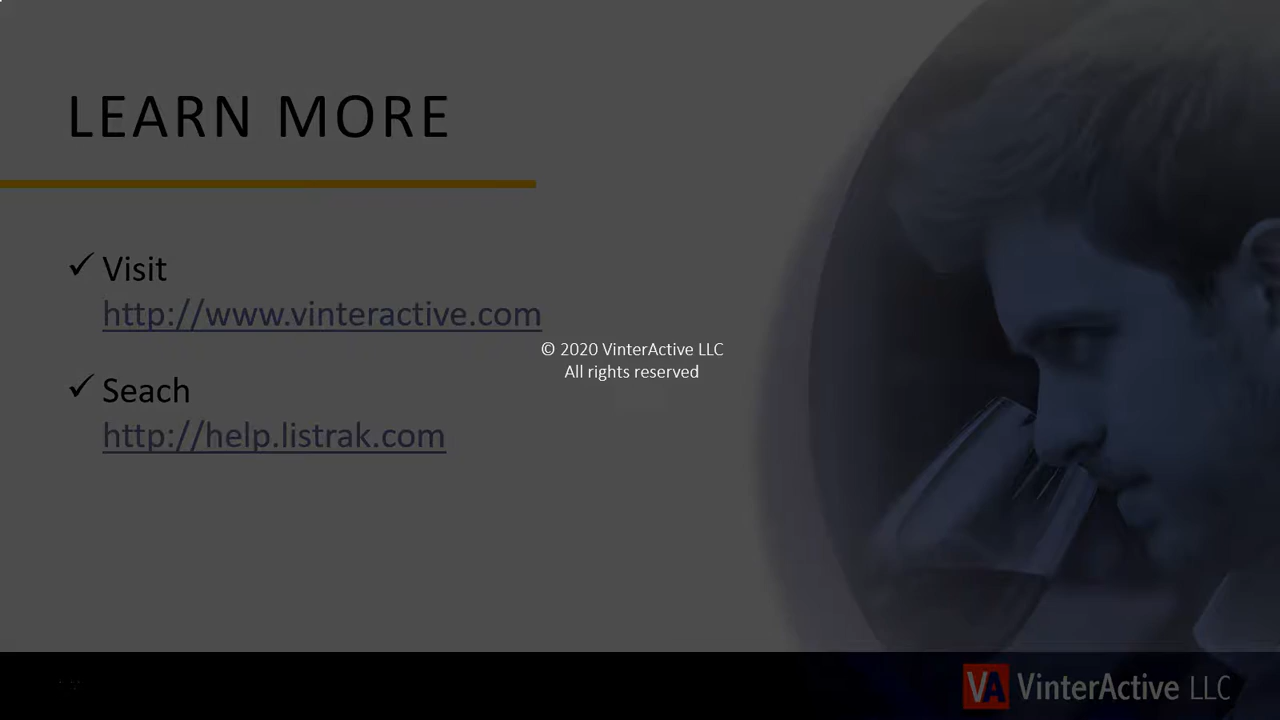 LEARN MORE
✓ Visit
http://www.vinteractive.com
© 2020 VinterActive LLC
All rights reserved
✓ Seach
http://help.listrak.com
VA VinterActive LLC